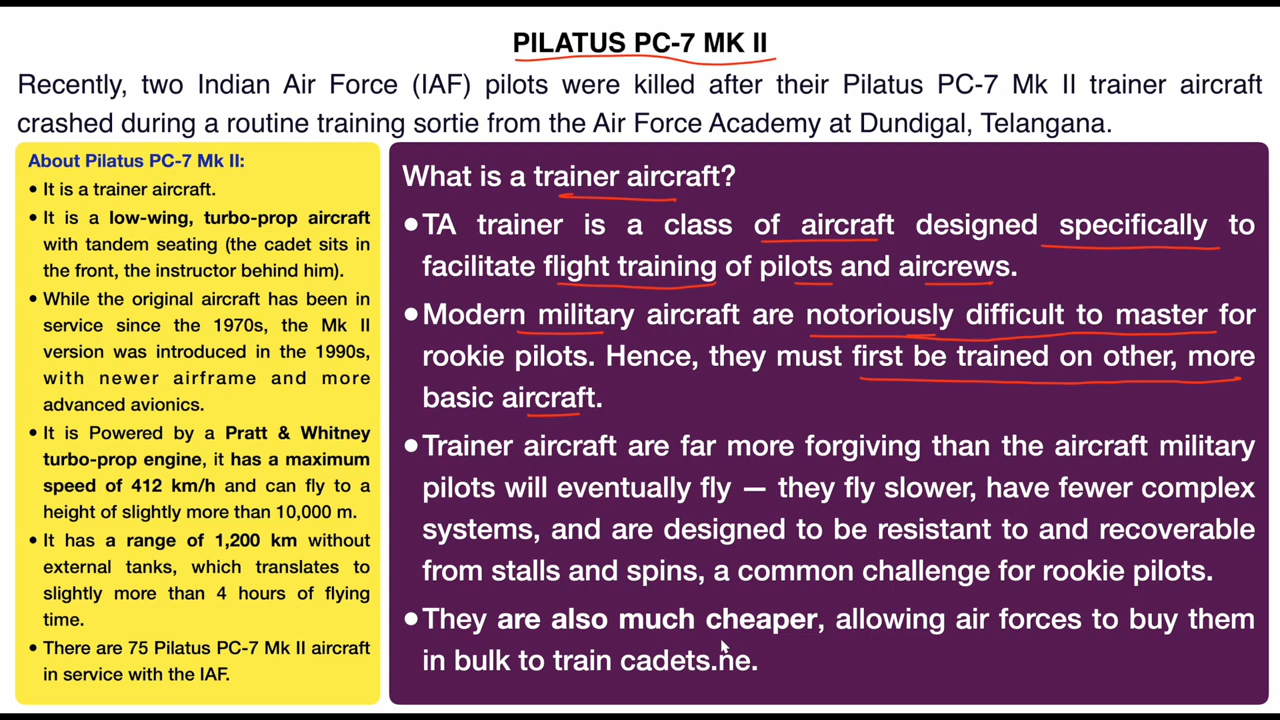 PILATUS PC-7 MK II
Recently, two Indian Air Force (IAF) pilots were killed after their Pilatus PC-7 Mk II trainer aircraft
crashed during a routine training sortie from the Air Force Academy at Dundigal, Telangana.
About Pilatus PC-7 Mk II:
• It is a trainer aircraft.
• It is a low-wing, turbo-prop aircraft
with tandem seating (the cadet sits in
the front, the instructor behind him).
• While the original aircraft has been in
service since the 1970s, the Mk II
version was introduced in the 1990s,
with newer airframe and more
advanced avionics.
• It is Powered by a Pratt & Whitney
turbo-prop engine, it has a maximum
speed of 412 km/h and can fly to a
height of slightly more than 10,000 m.
• It has a range of 1,200 km without
external tanks, which translates to
slightly more than 4 hours of flying
time.
• There are 75 Pilatus PC-7 Mk II aircraft
in service with the IAF.
What is a trainer aircraft?
• TA trainer is a class of aircraft designed specifically to
facilitate flight training of pilots and aircrews.
• Modern military aircraft are notoriously difficult to master for
rookie pilots. Hence, they must first be trained on other, more
basic aircraft.
• Trainer aircraft are far more forgiving than the aircraft military
pilots will eventually fly — they fly slower, have fewer complex
systems, and are designed to be resistant to and recoverable
from stalls and spins, a common challenge for rookie pilots.
• They are also much cheaper, allowing air forces to buy them
in bulk to train cadets.ne.